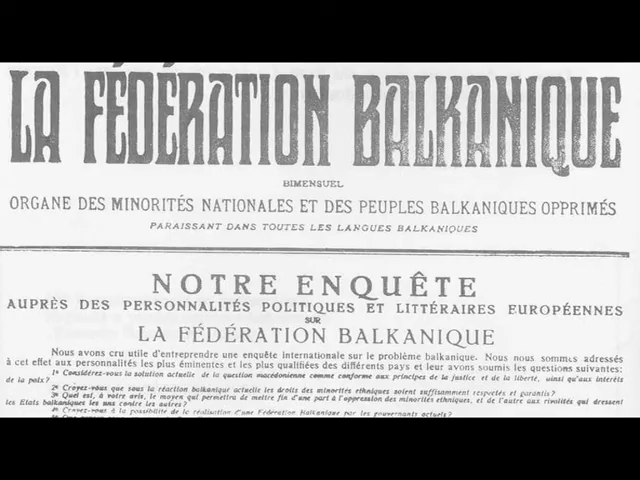 LA FÉDÉRATION BALKANIQUE
BIMENSUEL
ORGANE DES MINORITÉS NATIONALES ET DES PEUPLES BALKANIQUES OPPRIMÉS
PARAISSANT DANS TOUTES LES LANGUES BALKANIQUES
NOTRE ENQUÊTE
AUPRÈS DES PERSONNALITÉS POLITIQUES ET LITTÉRAIRES EUROPÉENNES
SUR
LA FÉDÉRATION BALKANIQUE
Nous avons cru utile d'entreprendre une enquête internationale sur le problème balkanique. Nous nous sommes adressés
à cet effet aux personnalités les plus éminentes et les plus qualifiées des différents pays et leur avons soumis les questions suivantes:
1º Considérez-vous la solution actuelle de la question macédonienne comme conforme aux principes de la justice et de la liberté, ainsi qu'aux intérêts
de la paix?
2º Croyez-vous que sous la réaction balkanique actuelle les droits des minorités ethniques soient suffisamment respectés et garantis?
3º Quel est, à votre avis, le moyen qui permettra de mettre fin d'une part à l'oppression des minorités ethniques, et de l'autre aux rivalités qui dressent
les Etats balkaniques les uns contre les autres?
4º Croyez-vous à la possibilité de la réalisation d'une Fédération Balkanique par les gouvernants actuels?